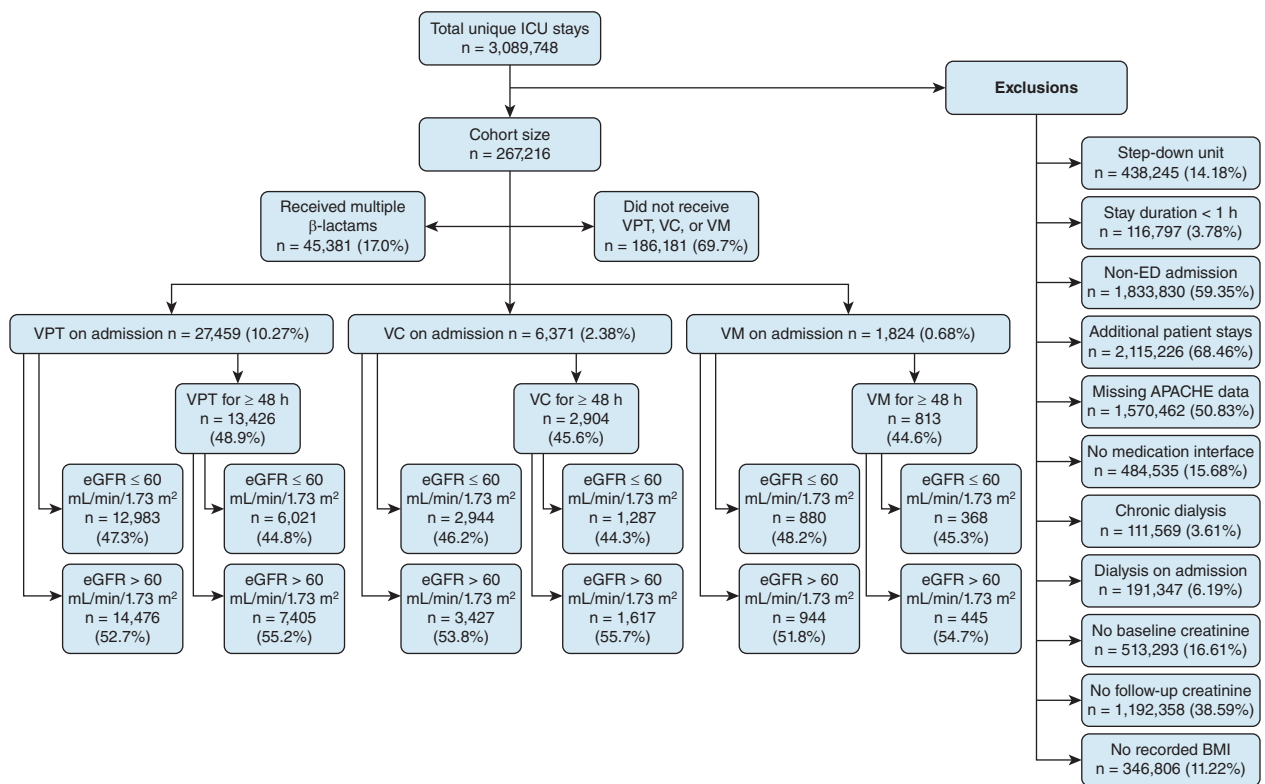 Total unique ICU stays
n = 3,089,748
Exclusions
Cohort size
n = 267,216
Received multiple
β-lactams
n = 45,381 (17.0%)
Did not receive
VPT, VC, or VM
n = 186,181 (69.7%)
VPT on admission n = 27,459 (10.27%)
VC on admission n = 6,371 (2.38%)
VM on admission n = 1,824 (0.68%)
VPT for ≥ 48 h
n = 13,426
(48.9%)
VC for ≥ 48 h
n = 2,904
(45.6%)
VM for ≥ 48 h
n = 813
(44.6%)
eGFR ≤ 60
mL/min/1.73 m²
n = 12,983
(47.3%)
eGFR ≤ 60
mL/min/1.73 m²
n = 6,021
(44.8%)
eGFR ≤ 60
mL/min/1.73 m²
n = 2,944
(46.2%)
eGFR ≤ 60
mL/min/1.73 m²
n = 1,287
(44.3%)
eGFR ≤ 60
mL/min/1.73 m²
n = 880
(48.2%)
eGFR ≤ 60
mL/min/1.73 m²
n = 368
(45.3%)
eGFR > 60
mL/min/1.73 m²
n = 14,476
(52.7%)
eGFR > 60
mL/min/1.73 m²
n = 7,405
(55.2%)
eGFR > 60
mL/min/1.73 m²
n = 3,427
(53.8%)
eGFR > 60
mL/min/1.73 m²
n = 1,617
(55.7%)
eGFR > 60
mL/min/1.73 m²
n = 944
(51.8%)
eGFR > 60
mL/min/1.73 m²
n = 445
(54.7%)
Step-down unit
n = 438,245 (14.18%)
Stay duration < 1 h
n = 116,797 (3.78%)
Non-ED admission
n = 1,833,830 (59.35%)
Additional patient stays
n = 2,115,226 (68.46%)
Missing APACHE data
n = 1,570,462 (50.83%)
No medication interface
n = 484,535 (15.68%)
Chronic dialysis
n = 111,569 (3.61%)
Dialysis on admission
n = 191,347 (6.19%)
No baseline creatinine
n = 513,293 (16.61%)
No follow-up creatinine
n = 1,192,358 (38.59%)
No recorded BMI
n = 346,806 (11.22%)